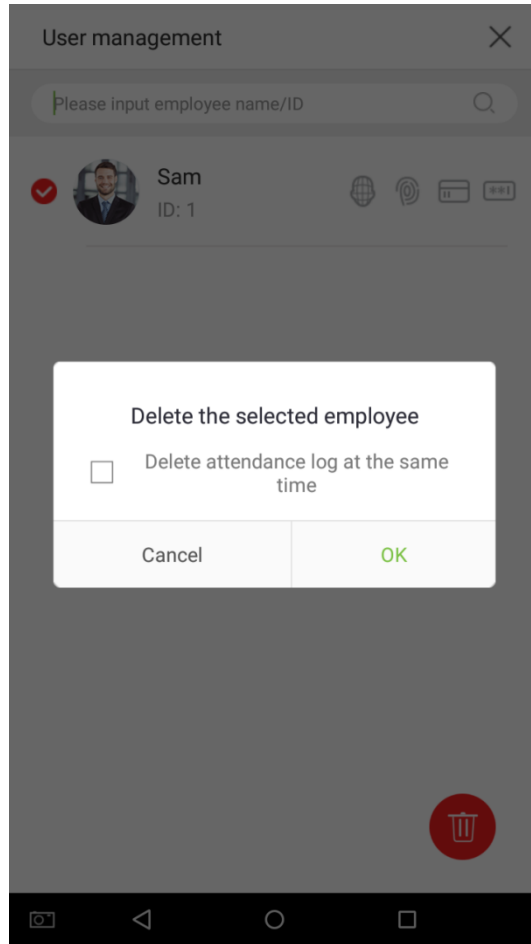 User management
Please input employee name/ID
Sam
ID: 1
Delete the selected employee
Delete attendance log at the same
time
Cancel
OK